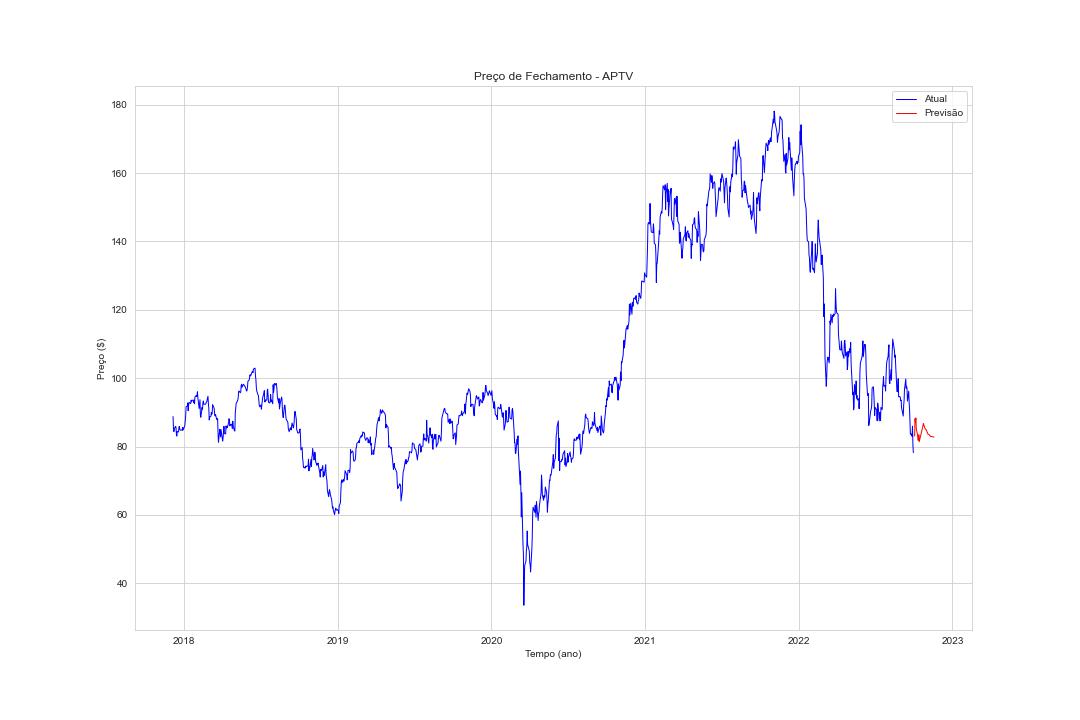 Preço de Fechamento - APTV
Atual
Previsão
180
160
140
120
100
80
60
40
Preço ($)
2018 2019 2020 2021 2022 2023
Tempo (ano)